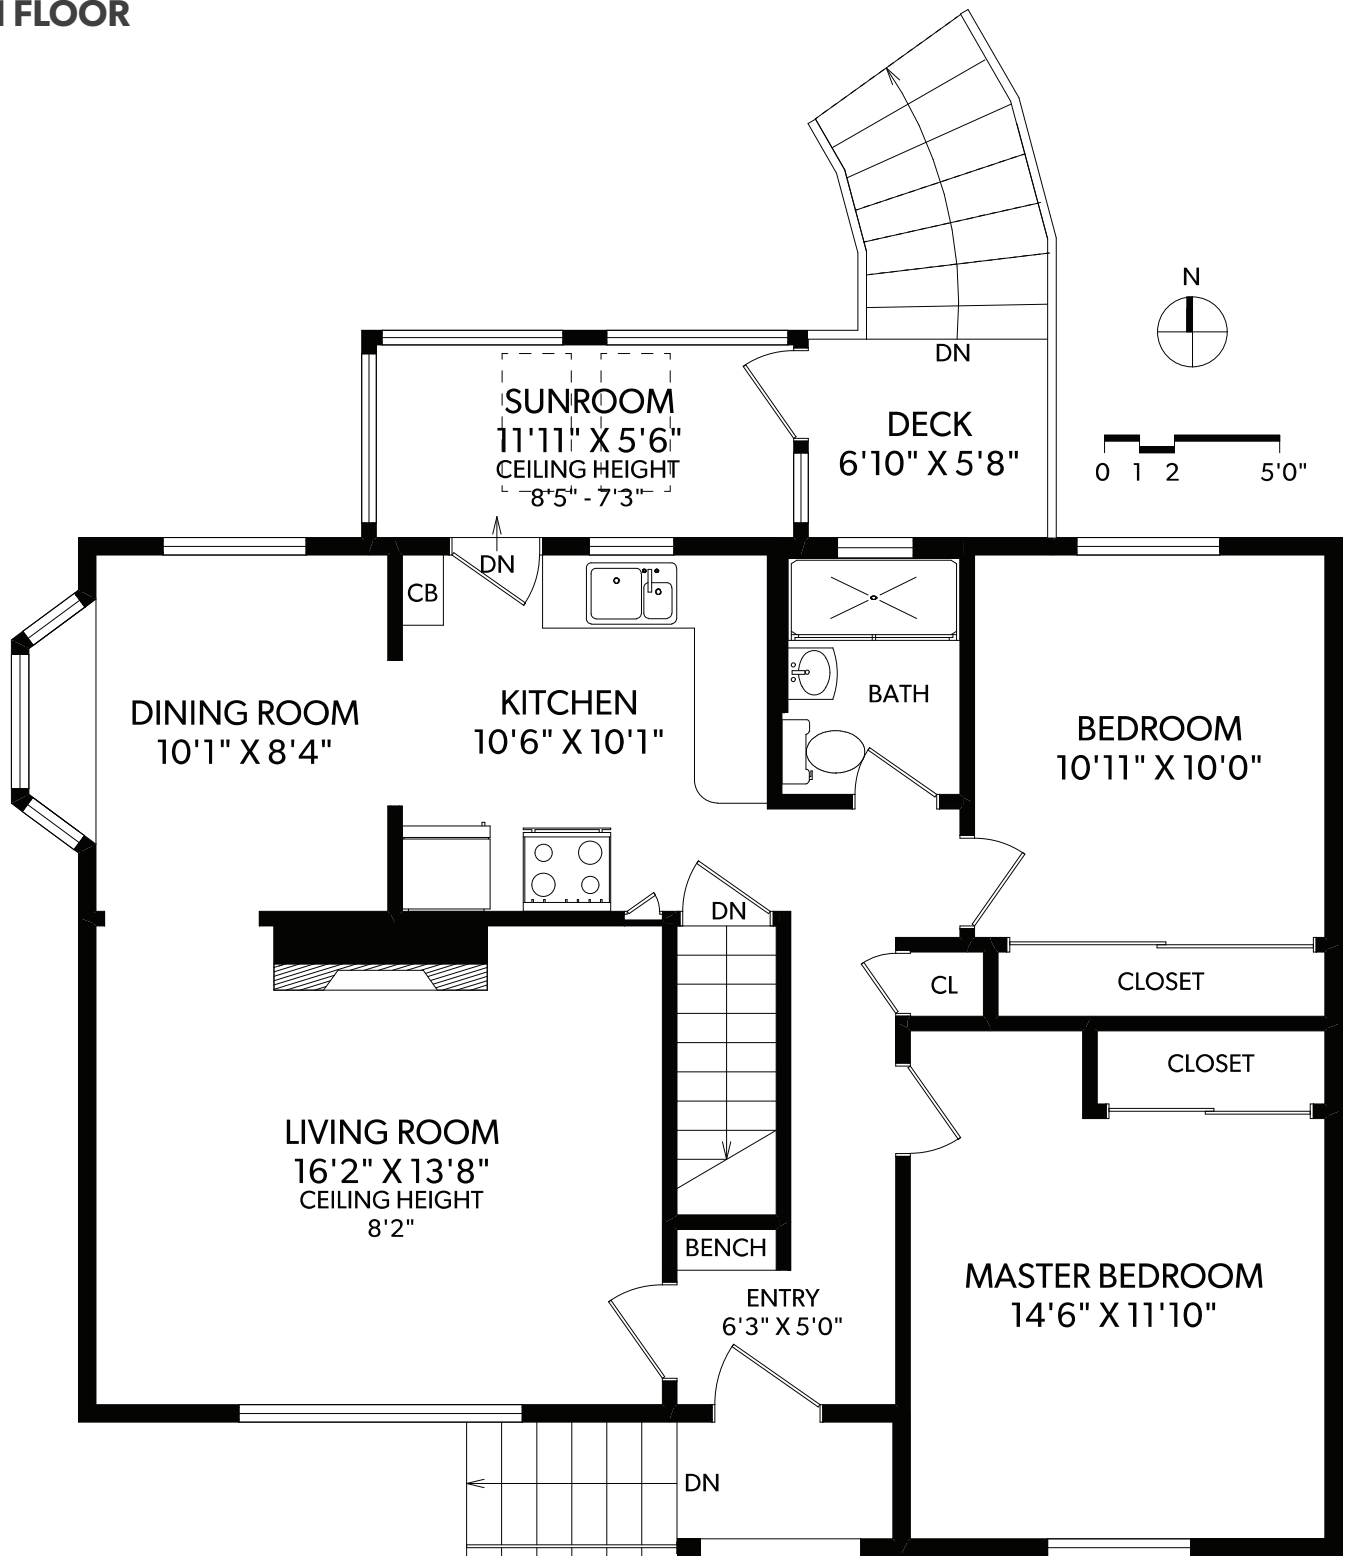 FLOOR
N
DN
SUNROOM
11'11" X 5'6"
CEILING HEIGHT
8'5" - 7'3"
DECK
6'10" X 5'8"
0 1 2 5'0"
DN
CB
DINING ROOM
10'1" X 8'4"
KITCHEN
10'6" X 10'1"
BATH
BEDROOM
10'11" X 10'0"
DN
CL
CLOSET
CLOSET
LIVING ROOM
16'2" X 13'8"
CEILING HEIGHT
8'2"
BENCH
ENTRY
6'3" X 5'0"
MASTER BEDROOM
14'6" X 11'10"
DN